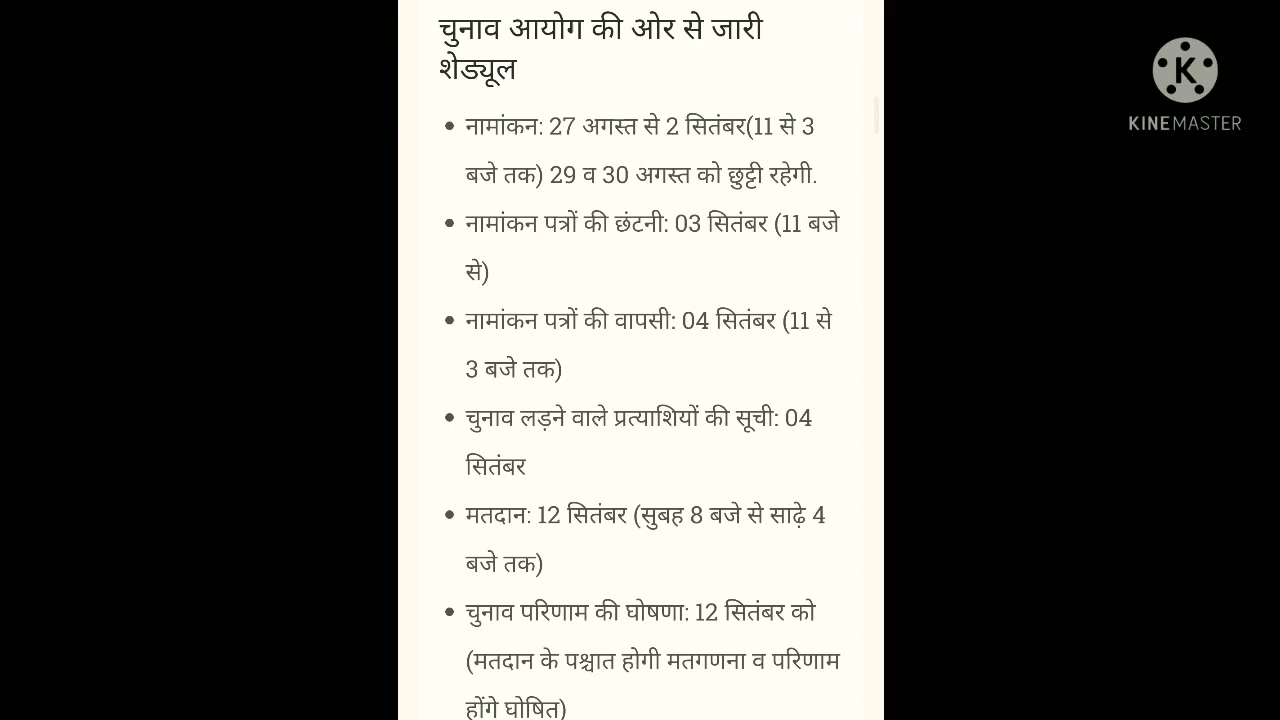 चुनाव आयोग की ओर से जारी
शेड्यूल
नामांकन: 27 अगस्त से 2 सितंबर(11 से 3
बजे तक) 29 व 30 अगस्त को छुट्टी रहेगी.
नामांकन पत्रों की छंटनी: 03 सितंबर (11 बजे
से)
नामांकन पत्रों की वापसी: 04 सितंबर (11 से
3 बजे तक)
चुनाव लड़ने वाले प्रत्याशियों की सूची: 04
सितंबर
मतदान: 12 सितंबर (सुबह 8 बजे से साढ़े 4
बजे तक)
चुनाव परिणाम की घोषणा: 12 सितंबर को
(मतदान के पश्चात होगी मतगणना व परिणाम
होंगे घोषित)
K
KINEMASTER